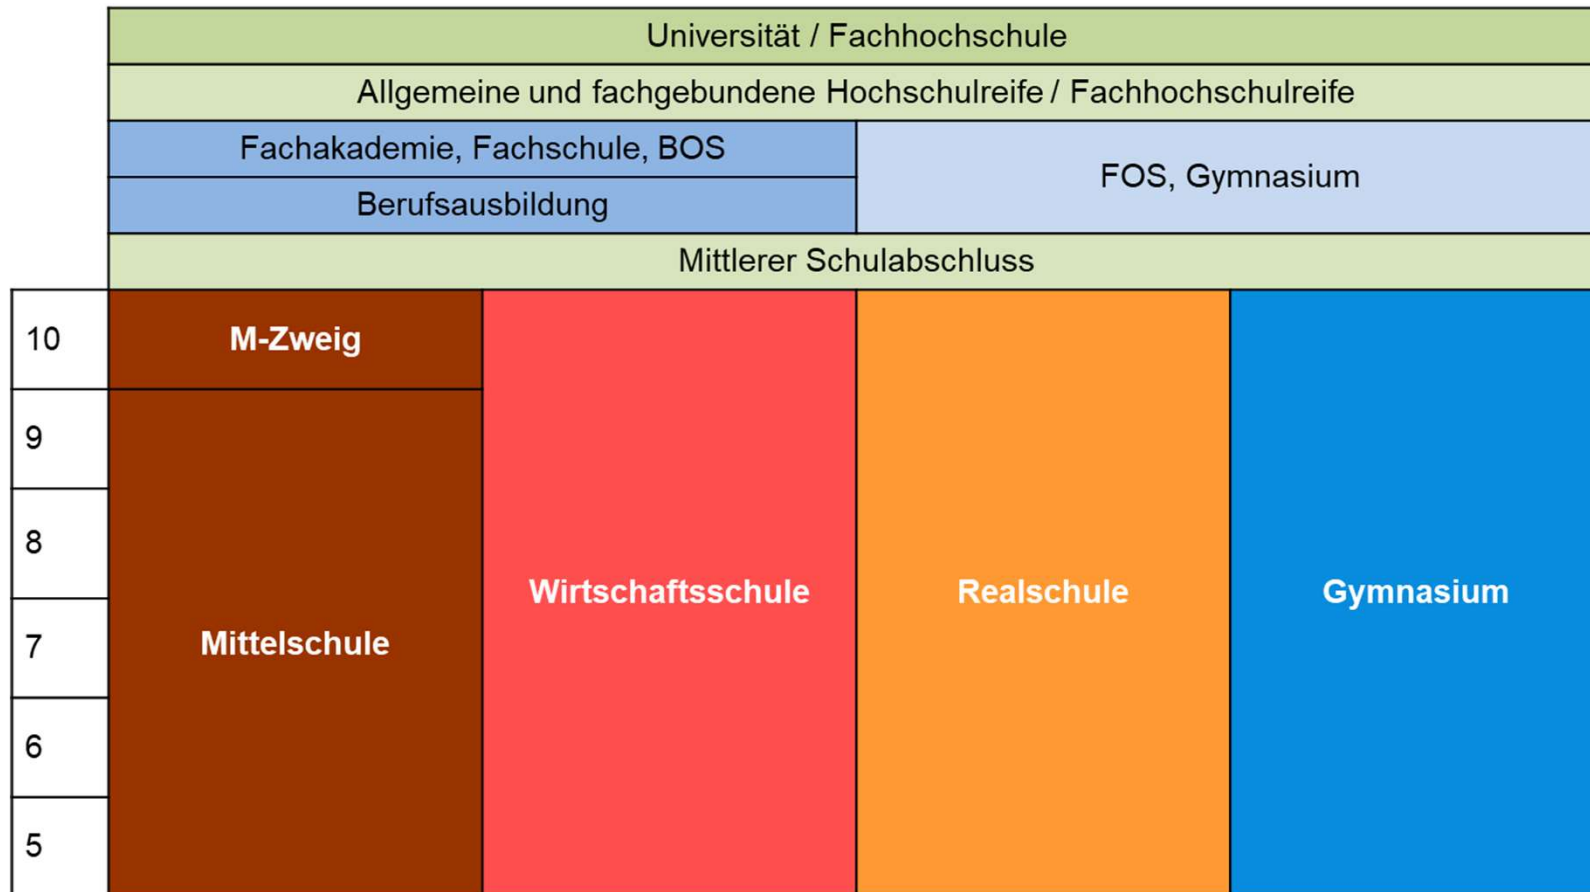 Universität / Fachhochschule
Allgemeine und fachgebundene Hochschulreife / Fachhochschulreife
Fachakademie, Fachschule, BOS
FOS, Gymnasium
Berufsausbildung
Mittlerer Schulabschluss
10
M-Zweig
9
8
Wirtschaftsschule
Realschule
Gymnasium
7
Mittelschule
6
5